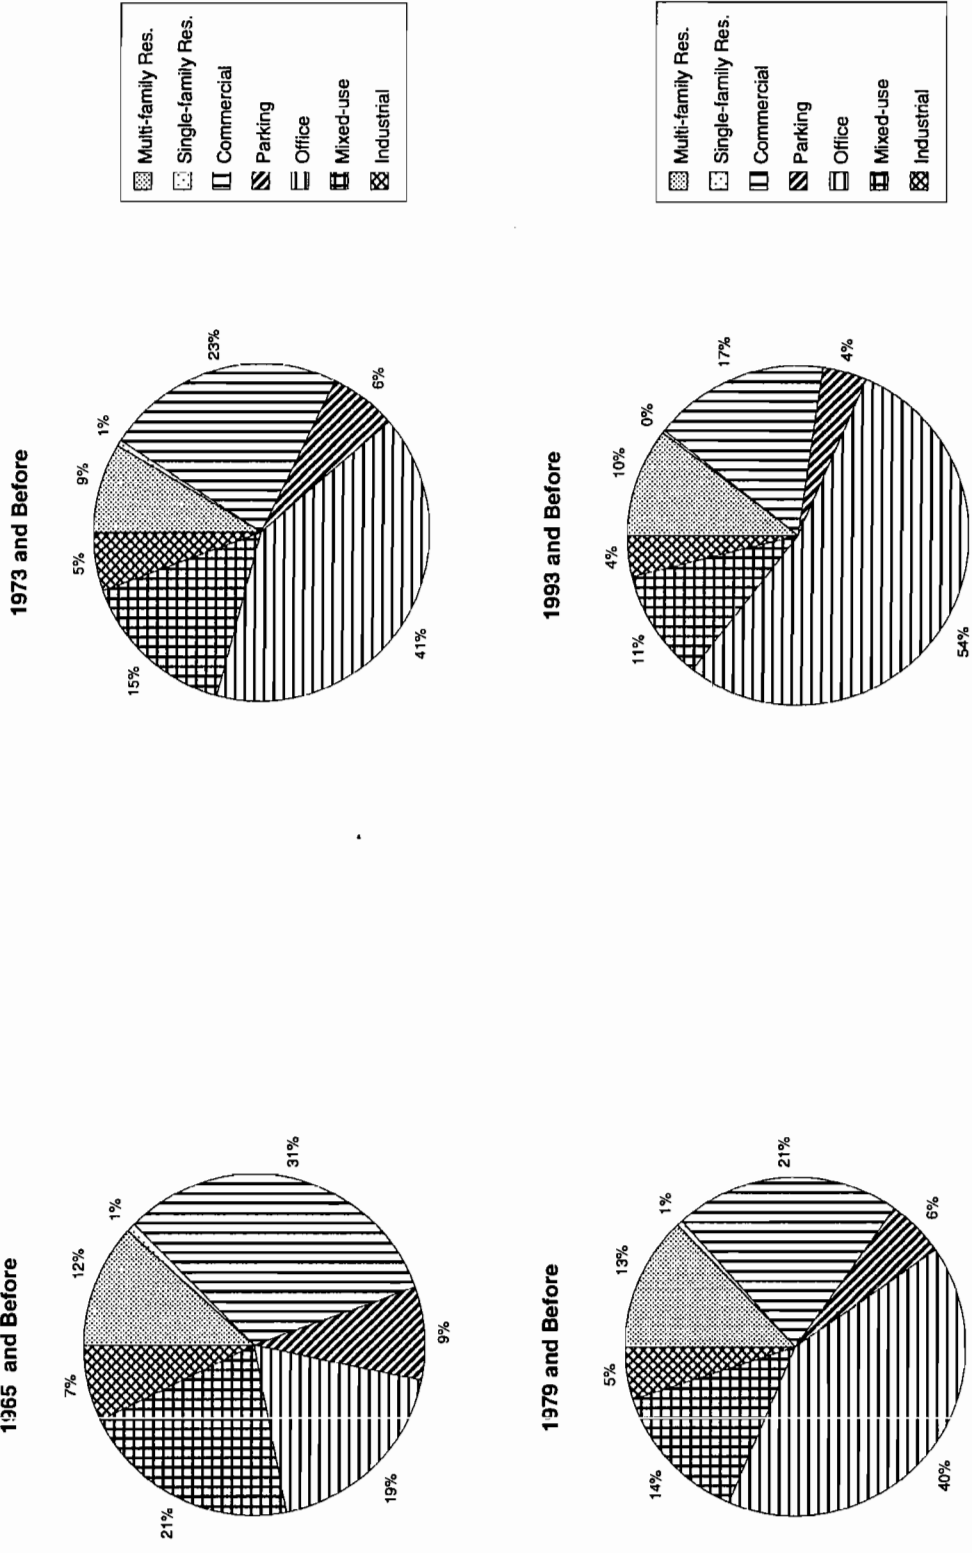 1965 and Before
12%
1%
31%
9%
19%
21%
7%
1973 and Before
9%
1%
23%
6%
41%
15%
5%
Multi-family Res.
Single-family Res.
Commercial
Parking
Office
Mixed-use
Industrial
1979 and Before
13%
1%
21%
6%
40%
14%
5%
1993 and Before
10%
0%
17%
4%
54%
11%
4%
Multi-family Res.
Single-family Res.
Commercial
Parking
Office
Mixed-use
Industrial